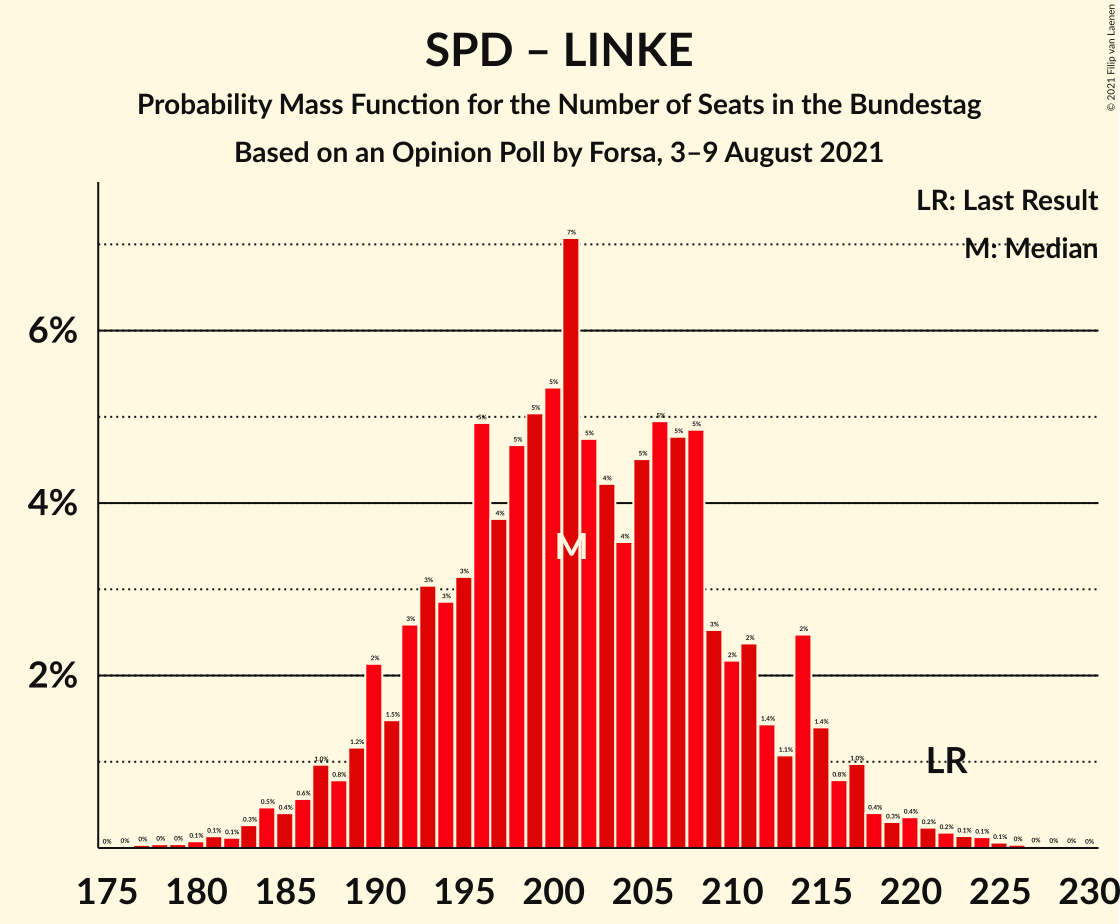 SPD – LINKE
Probability Mass Function for the Number of Seats in the Bundestag
Based on an Opinion Poll by Forsa, 3–9 August 2021
© 2021 Filip van Laenen
LR: Last Result
M: Median
7%
6%
5% 4% 5% 5% 5% 5% 4% 4% 5% 5% 5% 5%
4%
M
3% 3% 3% 3% 3%
2% 1.5% 2% 2% 2%
2%
0% 0% 0% 0% 0% 0.1% 0.1% 0.1% 0.3% 0.5% 0.4% 0.6% 1.0% 0.8% 1.2%
1.4% 1.1% 1.4% 0.8% 1.0% 0.4% 0.3% 0.4% 0.2% 0.2% 0.1% 0.1% 0.1% 0% 0% 0% 0% 0%
LR
175 180 185 190 195 200 205 210 215 220 225 230